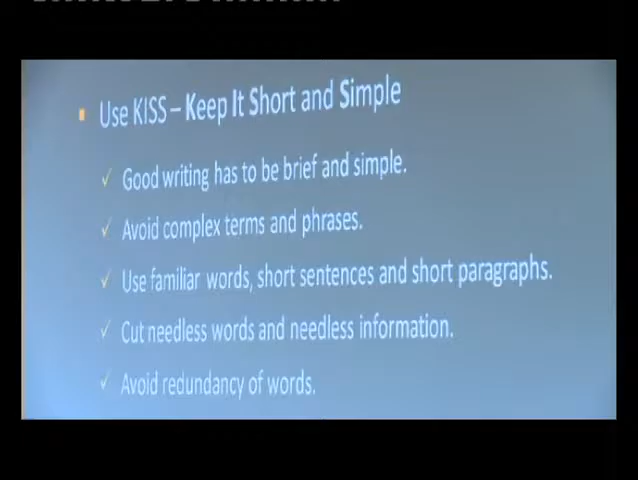 Use KISS – Keep It Short and Simple
Good writing has to be brief and simple.
Avoid complex terms and phrases.
Use familiar words, short sentences and short paragraphs.
Cut needless words and needless information.
Avoid redundancy of words.